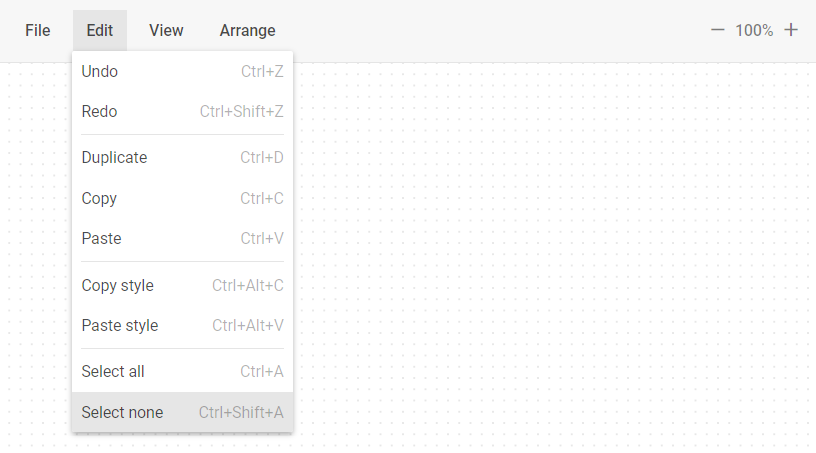 File Edit View Arrange — 100% +
Undo Ctrl+Z
Redo Ctrl+Shift+Z
Duplicate Ctrl+D
Copy Ctrl+C
Paste Ctrl+V
Copy style Ctrl+Alt+C
Paste style Ctrl+Alt+V
Select all Ctrl+A
Select none Ctrl+Shift+A